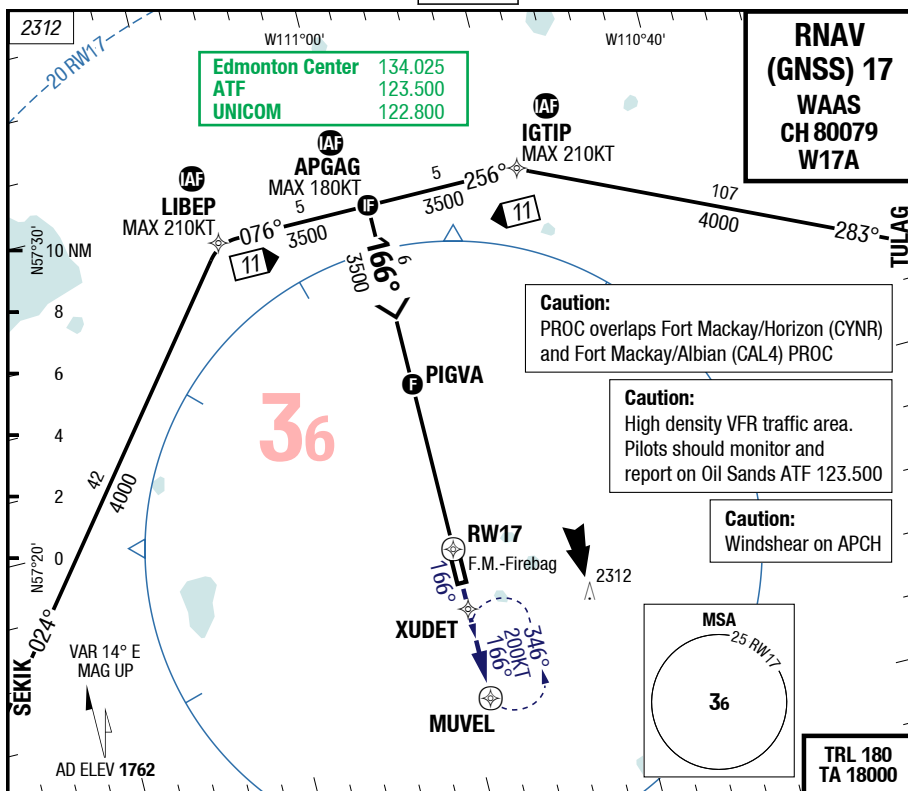 2312
20 RW17
W111°00'
W110°40'
RNAV
(GNSS) 17
WAAS
CH 80079
W17A
Edmonton Center 134.025
ATF 123.500
UNICOM 122.800
IAF
IGTIP
MAX 210KT
IAF
APGAG
MAX 180KT
IAF
LIBEP
MAX 210KT
5
256°
3500
5
076°
3500
IF
11
11
107
4000
283°
TULAG
N57°30'
10 NM
8
6
4
2
0
N57°20'
166°
6
3500
F
PIGVA
36
Caution:
PROC overlaps Fort Mackay/Horizon (CYNR)
and Fort Mackay/Albian (CAL4) PROC
Caution:
High density VFR traffic area.
Pilots should monitor and
report on Oil Sands ATF 123.500
Caution:
Windshear on APCH
42
4000
024°
SEKIK
RW17
F.M.-Firebag
2312
166°
XUDET
346°
200KT
166°
MUVEL
VAR 14° E
MAG UP
AD ELEV 1762
MSA
25 RW17
36
TRL 180
TA 18000